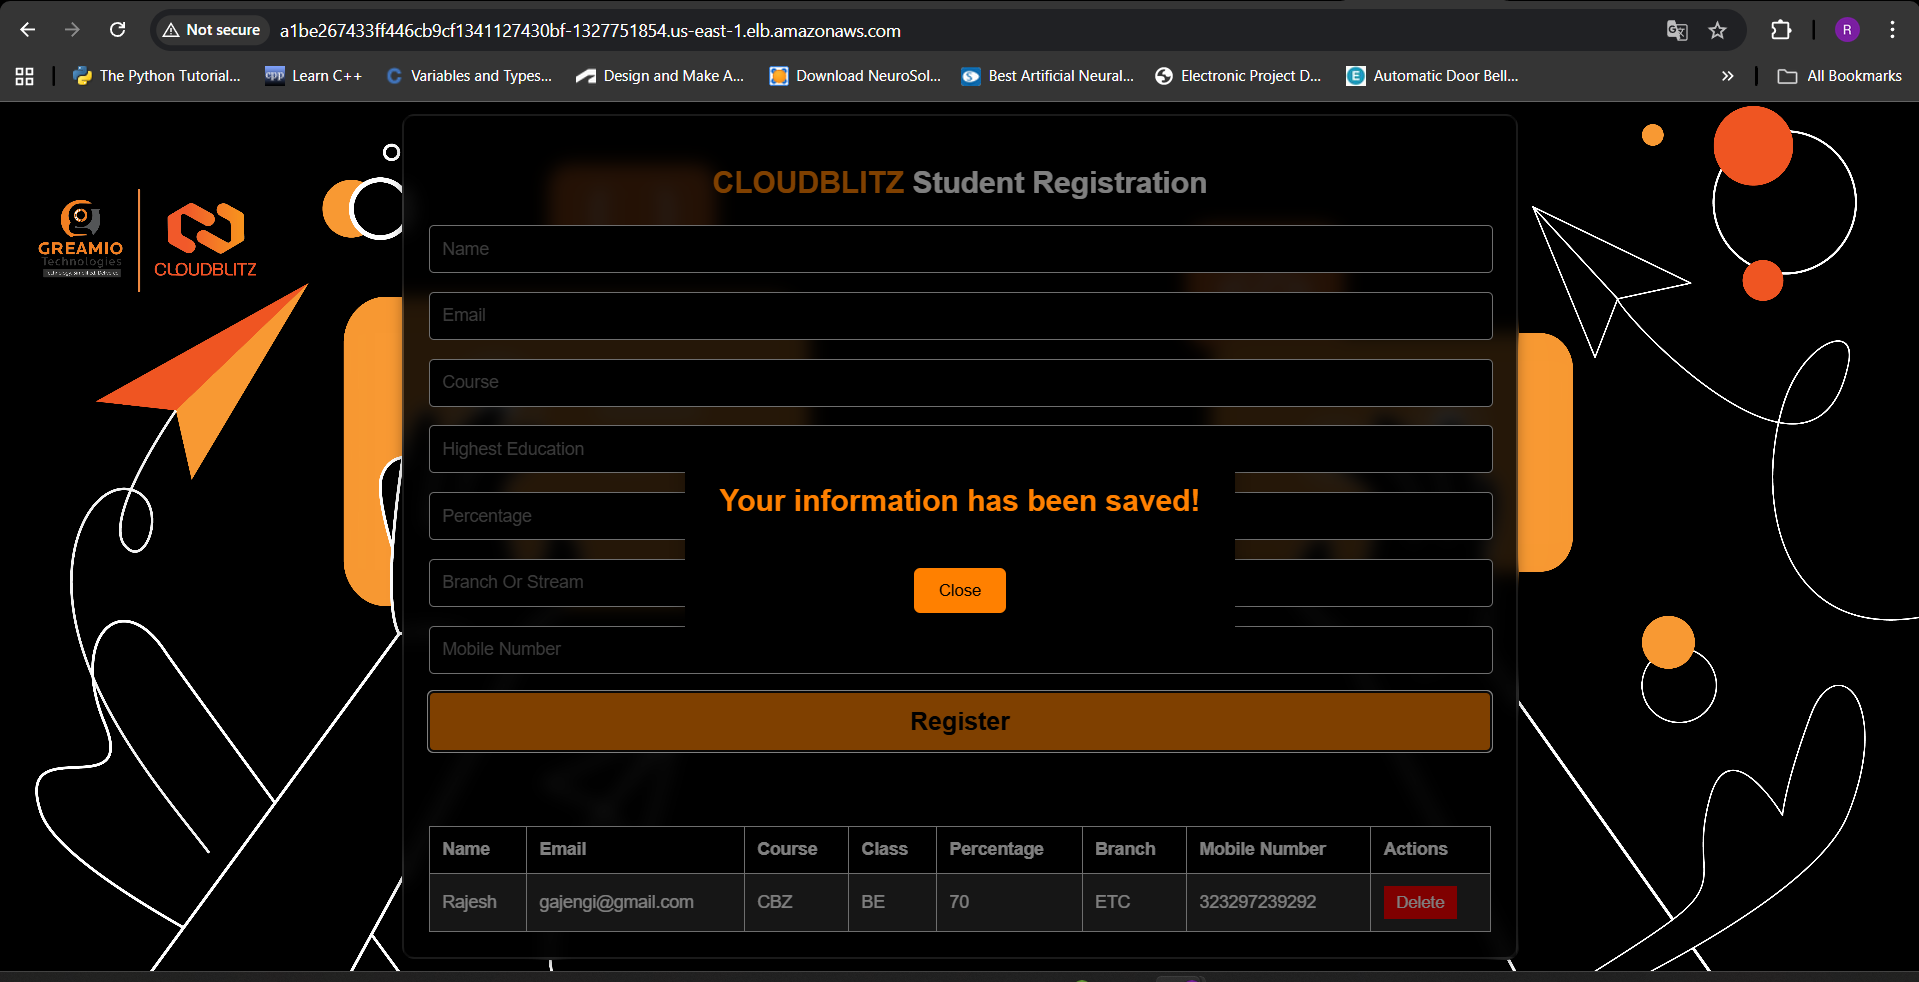 Not secure a1be267433ff446cb9cf1341127430bf-1327751854.us-east-1.elb.amazonaws.com R
The Python Tutorial... cpp Learn C++ C Variables and Types... Design and Make A... Download NeuroSol... S Best Artificial Neural... Electronic Project D... E Automatic Door Bell... » All Bookmarks
GREAMIO
Technologies
CLOUDBLITZ
CLOUDBLITZ Student Registration
Name
Email
Course
Highest Education
Percentage
Branch Or Stream
Mobile Number
Your information has been saved!
Close
Register
Name Email Course Class Percentage Branch Mobile Number Actions
Rajesh gajengi@gmail.com CBZ BE 70 ETC 323297239292 Delete